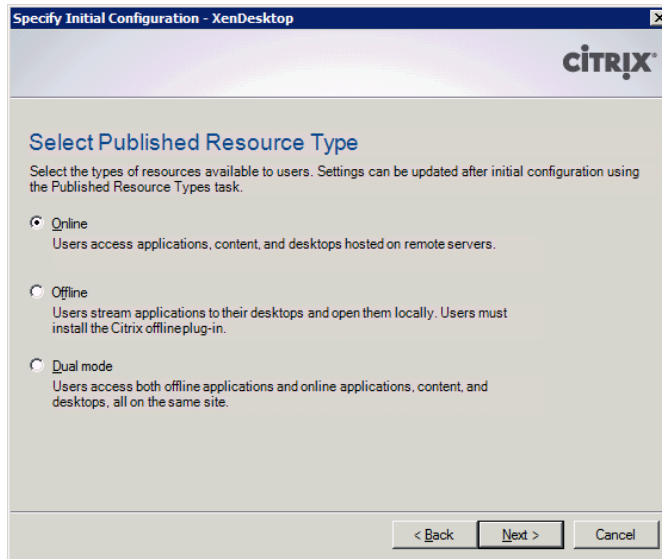 Specify Initial Configuration - XenDesktop
CİTRIX®
Select Published Resource Type
Select the types of resources available to users. Settings can be updated after initial configuration using
the Published Resource Types task.
Online
Users access applications, content, and desktops hosted on remote servers.
Offline
Users stream applications to their desktops and open them locally. Users must
install the Citrix offlineplug-in.
Dual mode
Users access both offline applications and online applications, content, and
desktops, all on the same site.
< Back Next > Cancel